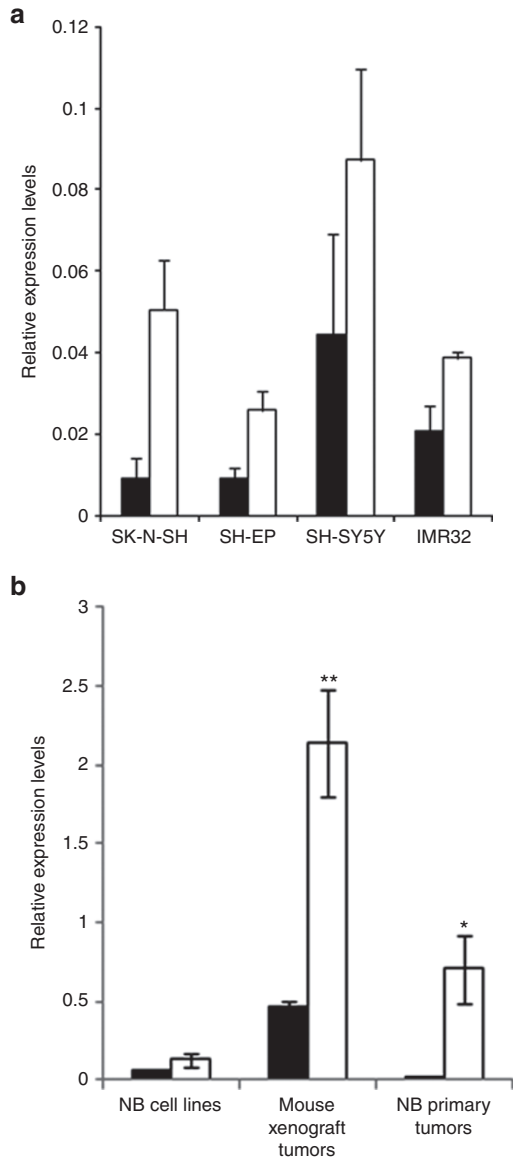 a
0.12
0.1
0.08
0.06
0.04
0.02
0
Relative expression levels
SK-N-SH SH-EP SH-SY5Y IMR32
b
3
2.5
2
1.5
1
0.5
0
Relative expression levels
**
*
NB cell lines
Mouse
xenograft
tumors
NB primary
tumors